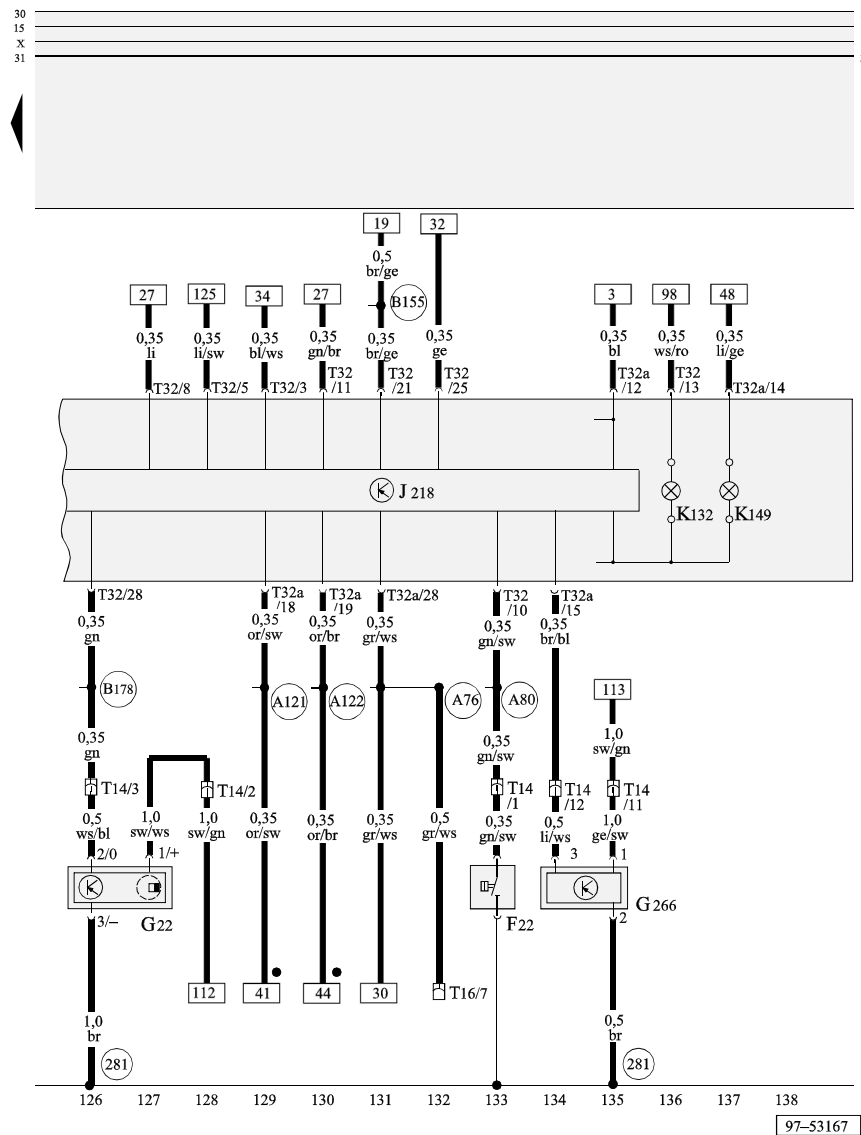 30
15
X
31
19
32
0,5
br/ge
27
125
34
27
B155
3
98
48
0,35
li
0,35
li/sw
0,35
bl/ws
0,35
gn/br
0,35
br/ge
0,35
ge
0,35
bl
0,35
ws/ro
0,35
li/ge
T32/8
T32/5
T32/3
T32
/11
T32
/21
T32
/25
T32a
/12
T32
/13
T32a/14
J 218
K132
K149
T32/28
T32a
/18
T32a
/19
T32a/28
T32
/10
T32a
/15
0,35
gn
0,35
or/sw
0,35
or/br
0,35
gr/ws
0,35
gn/sw
0,35
br/bl
B178
A121
A122
A76
A80
113
0,35
gn
0,35
gn/sw
1,0
sw/gn
T14/3
T14/2
T14
/1
T14
/12
T14
/11
0,5
ws/bl
1,0
sw/ws
1,0
sw/gn
0,35
or/sw
0,35
or/br
0,35
gr/ws
0,5
gr/ws
0,35
gn/sw
0,5
li/ws
1,0
ge/sw
2/0
1/+
3
1
3/–
G22
F22
2
G266
112
41
44
30
T16/7
1,0
br
0,5
br
281
281
126
127
128
129
130
131
132
133
134
135
136
137
138
97–53167